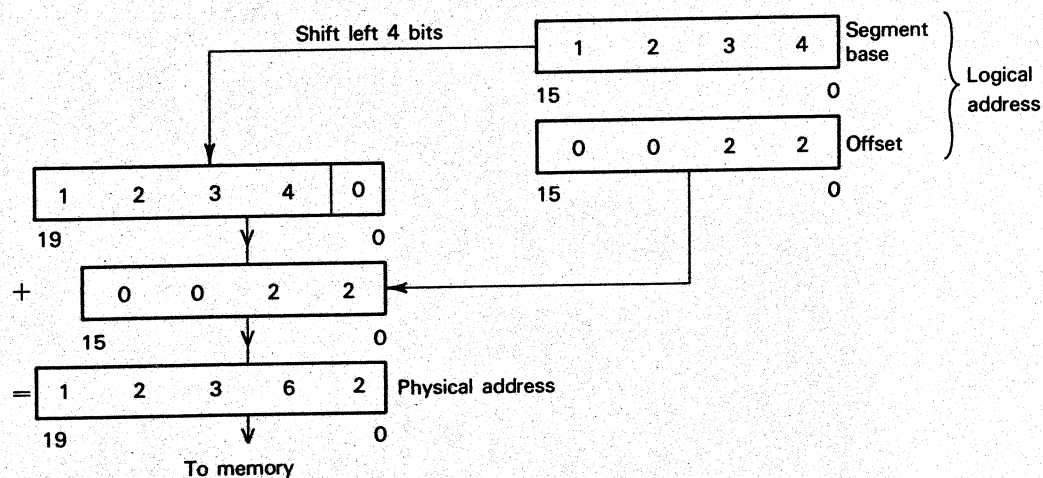 Shift left 4 bits
1 2 3 4
Segment
base
15 0
Logical
address
0 0 2 2
Offset
15 0
1 2 3 4 0
19 0
+
0 0 2 2
15 0
=
1 2 3 6 2
Physical address
19 0
To memory